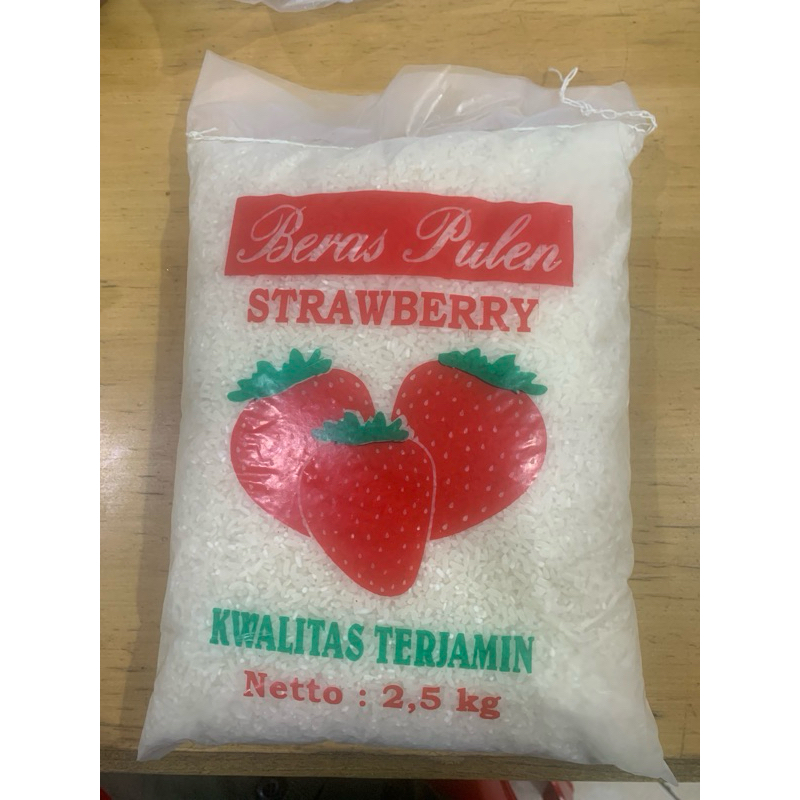 Beras Pulen
STRAWBERRY
KWALITAS TERJAMIN
Netto : 2,5 kg